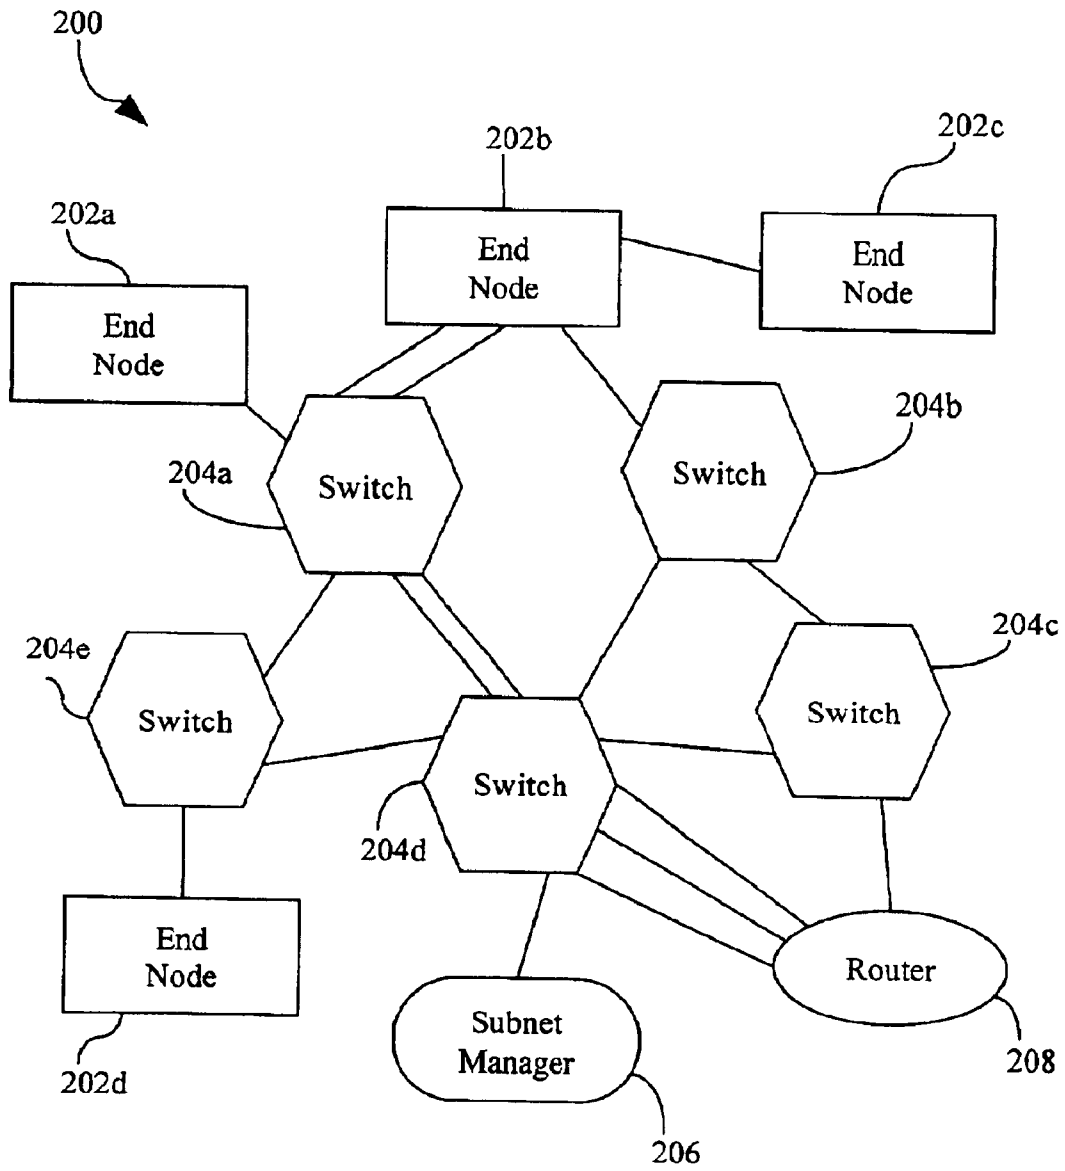 200
202b
202c
202a
End
Node
End
Node
End
Node
204b
204a
Switch
Switch
204c
204e
Switch
Switch
Switch
204d
End
Node
Router
Subnet
Manager
208
202d
206